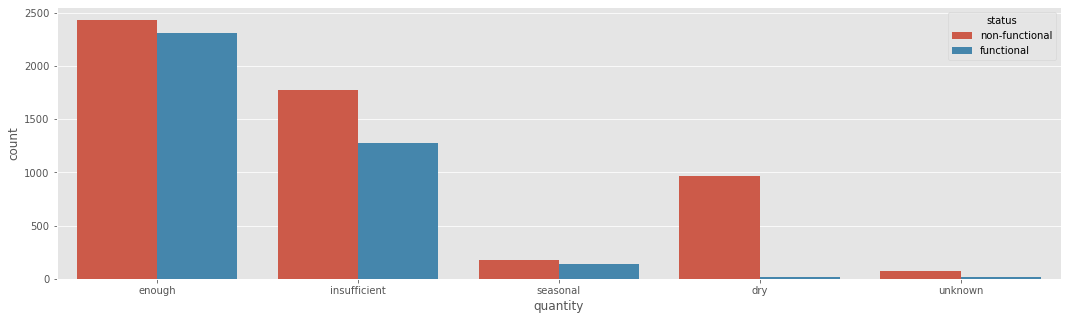 2500
2000
1500
1000
500
0
count
status
non-functional
functional
enough
insufficient
seasonal
dry
unknown
quantity